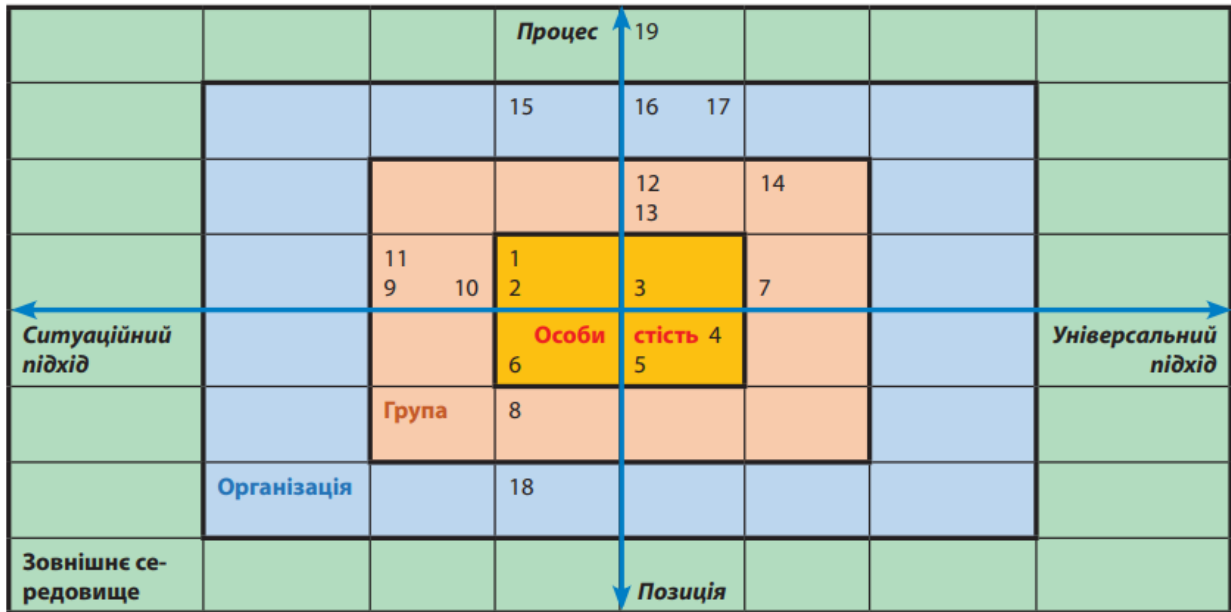 Процес 19
15 16 17
12 14
13
11 1
9 10 2 3 7
Ситуаційний Особи стість 4 Універсальний
підхід 6 5 підхід
Група 8
Організація 18
Зовнішнє се-
редовище Позиція